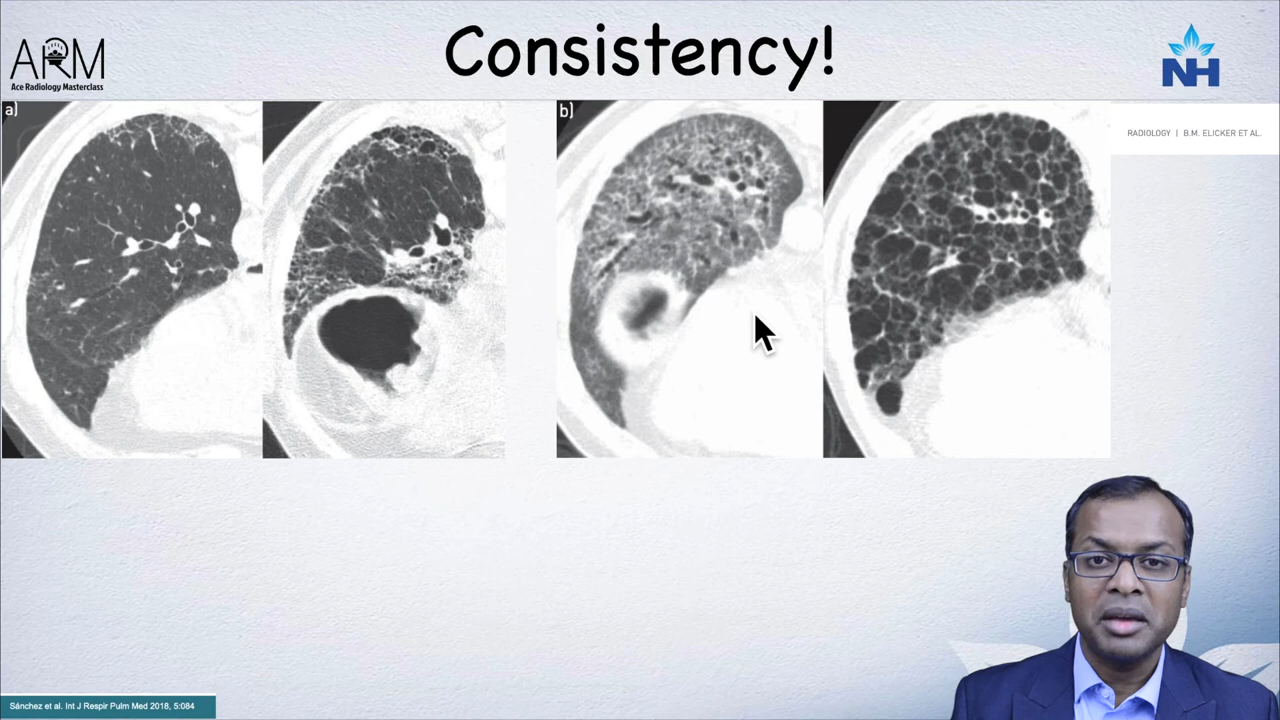 Consistency!
ARM
Ace Radiology Masterclass
NH
a)
b)
RADIOLOGY | B.M. ELICKER ET AL.
Sánchez et al. Int J Respir Pulm Med 2018, 5:084